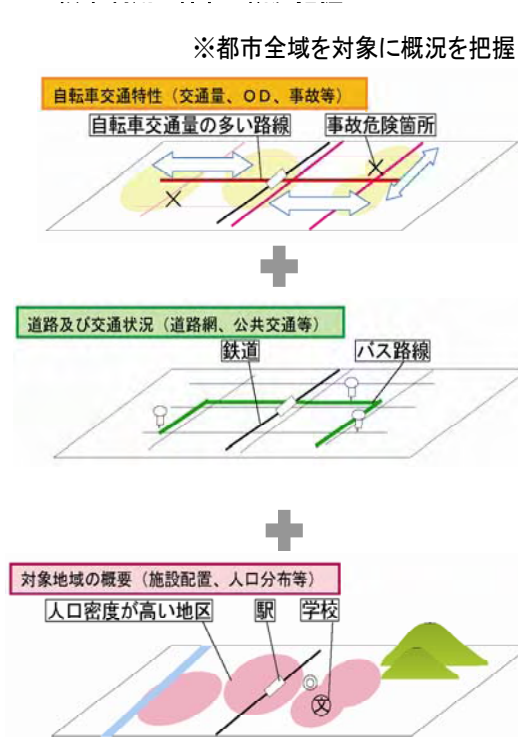 ※都市全域を対象に概況を把握
自転車交通特性（交通量、ＯＤ、事故等）
自転車交通量の多い路線
事故危険箇所
道路及び交通状況（道路網、公共交通等）
鉄道
バス路線
対象地域の概要（施設配置、人口分布等）
人口密度が高い地区
駅
学校
文